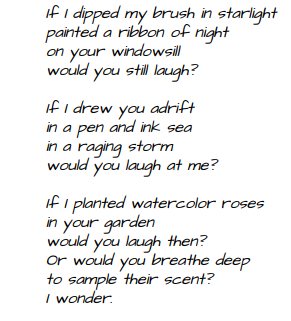 If I dipped my brush in starlight
painted a ribbon of night
on your windowsill
would you still laugh?

If I drew you adrift
in a pen and ink sea
in a raging storm
would you laugh at me?

If I planted watercolor roses
in your garden
would you laugh then?
Or would you breathe deep
to sample their scent?
I wonder.